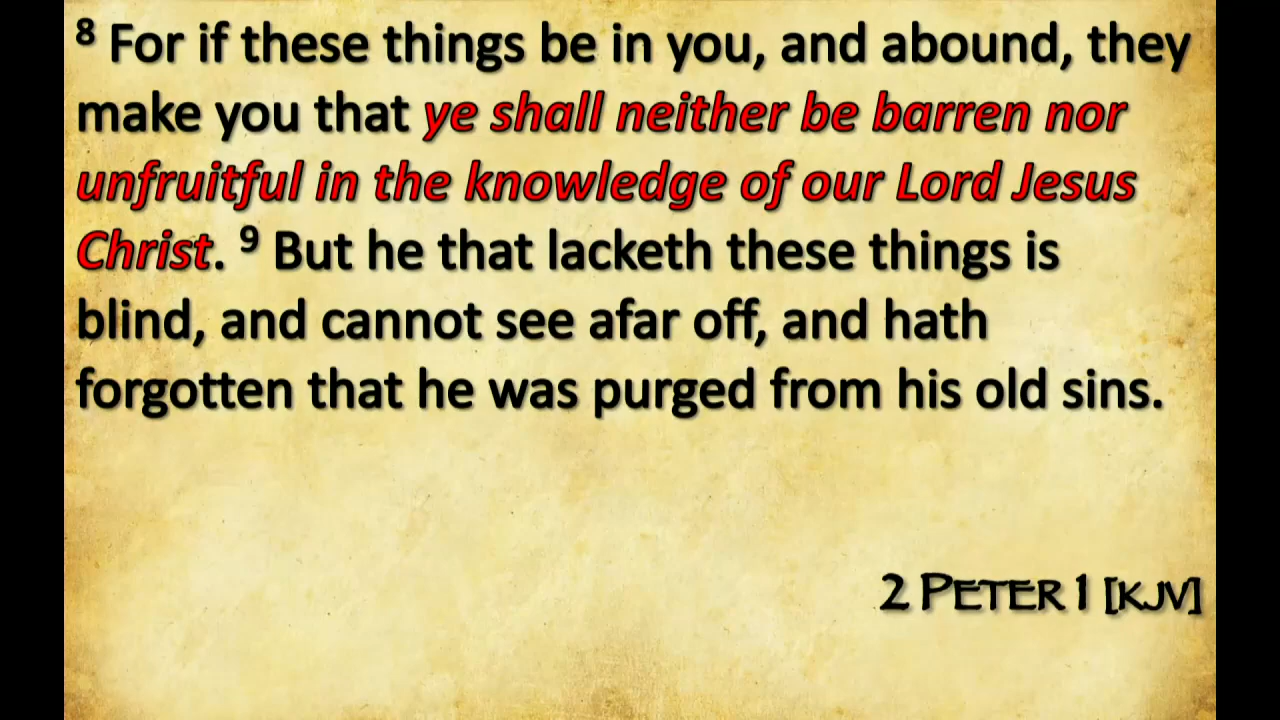 ⁸ For if these things be in you, and abound, they
make you that ye shall neither be barren nor
unfruitful in the knowledge of our Lord Jesus
Christ. ⁹ But he that lacketh these things is
blind, and cannot see afar off, and hath
forgotten that he was purged from his old sins.
2 Peter 1 [KJV]